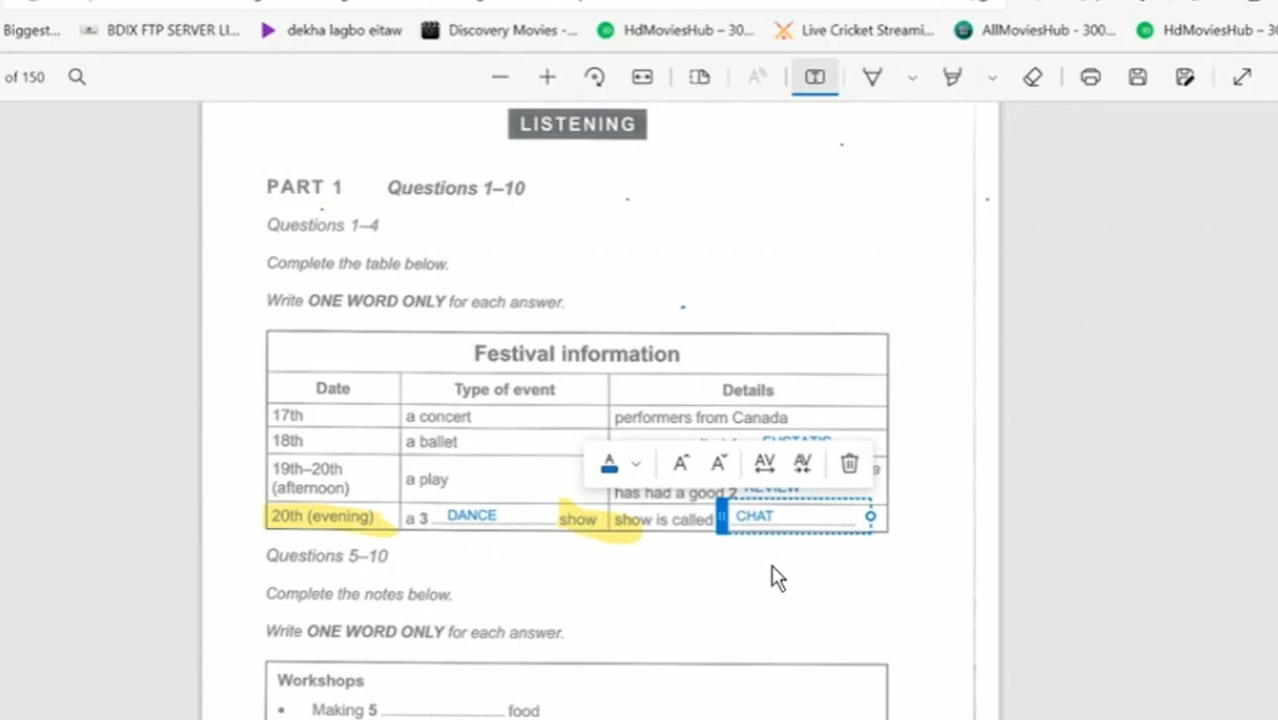 Biggest... BDIX FTP SERVER LI... dekha lagbo eitaw Discovery Movies -... HdMoviesHub – 30... Live Cricket Streami... AllMoviesHub - 300... HdMoviesHub – 30
of 150
LISTENING
PART 1 Questions 1–10
Questions 1–4
Complete the table below.
Write ONE WORD ONLY for each answer.
Festival information
Date Type of event Details
17th a concert performers from Canada
18th a ballet
19th–20th (afternoon) a play has had a good 2 REVIEW
20th (evening) a 3 DANCE show show is called CHAT
Questions 5–10
Complete the notes below.
Write ONE WORD ONLY for each answer.
Workshops
• Making 5 food